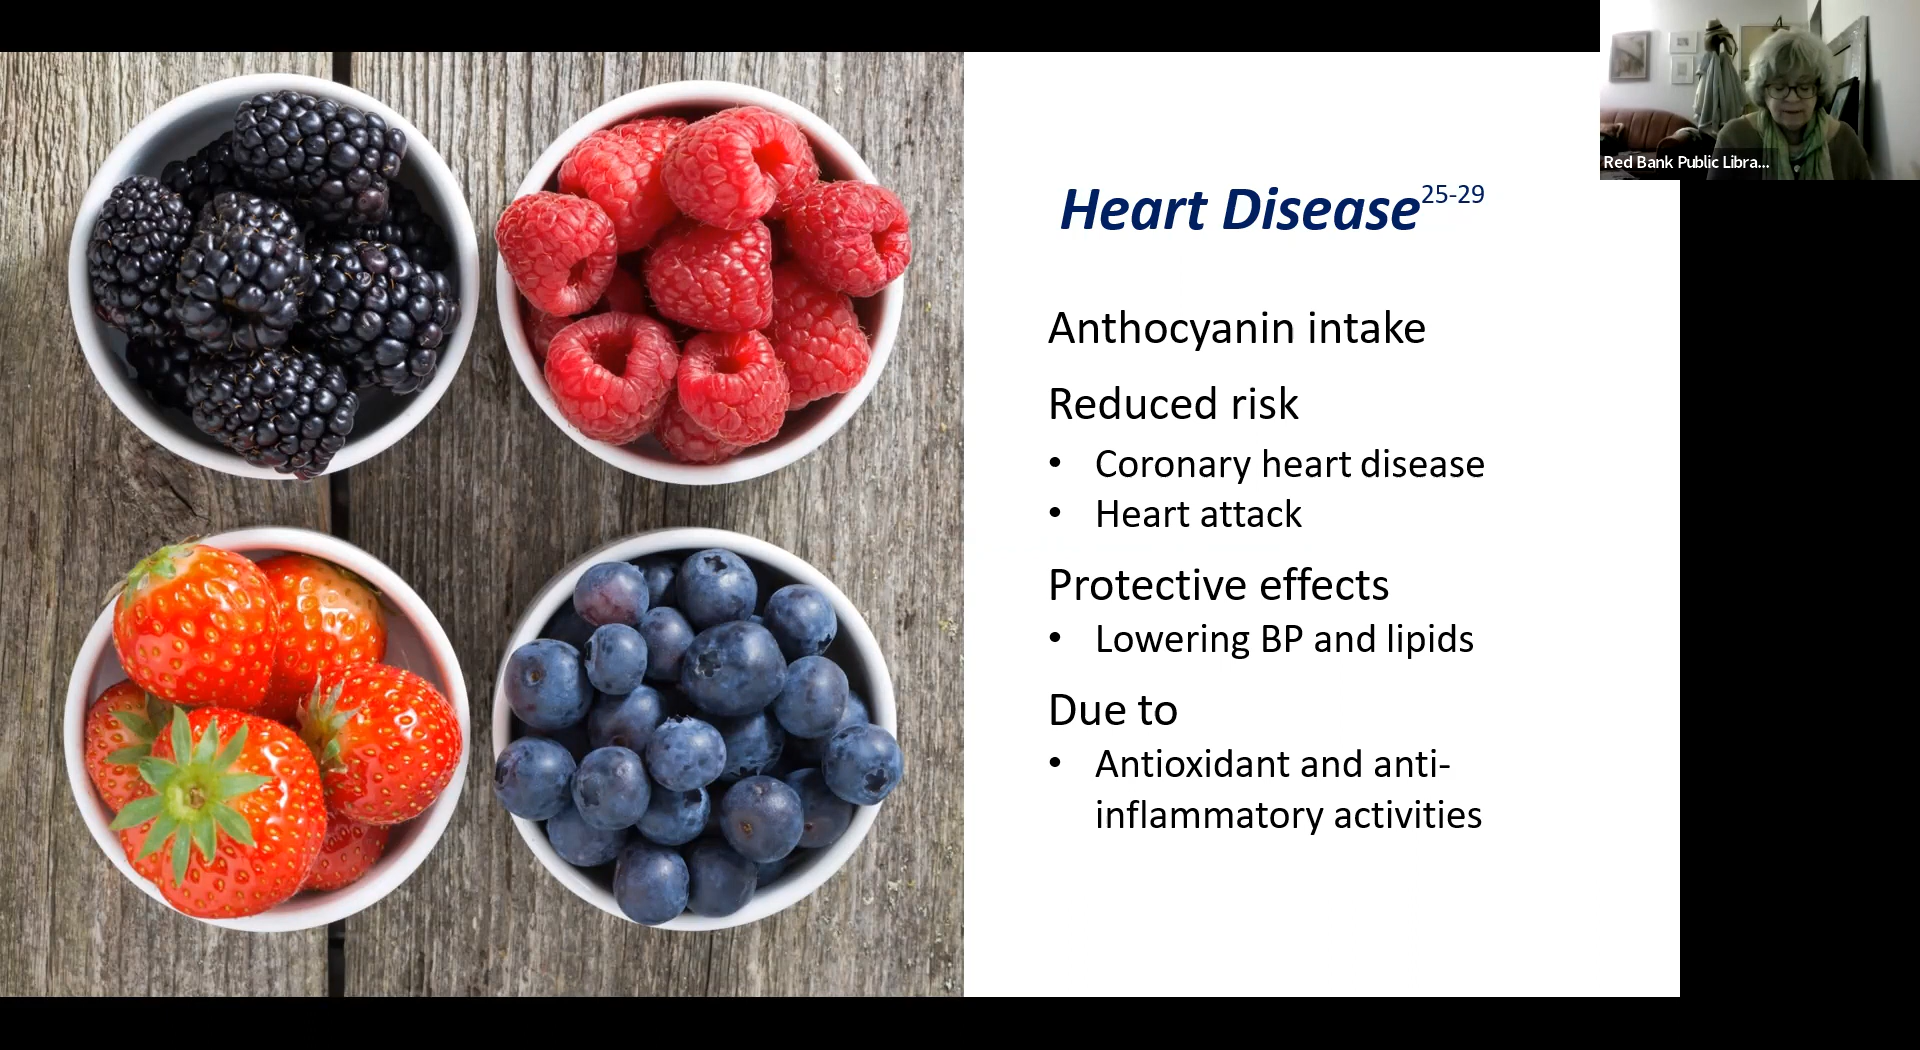 Red Bank Public Libra...
Heart Disease25-29
Anthocyanin intake
Reduced risk
• Coronary heart disease
• Heart attack
Protective effects
• Lowering BP and lipids
Due to
• Antioxidant and anti-
inflammatory activities